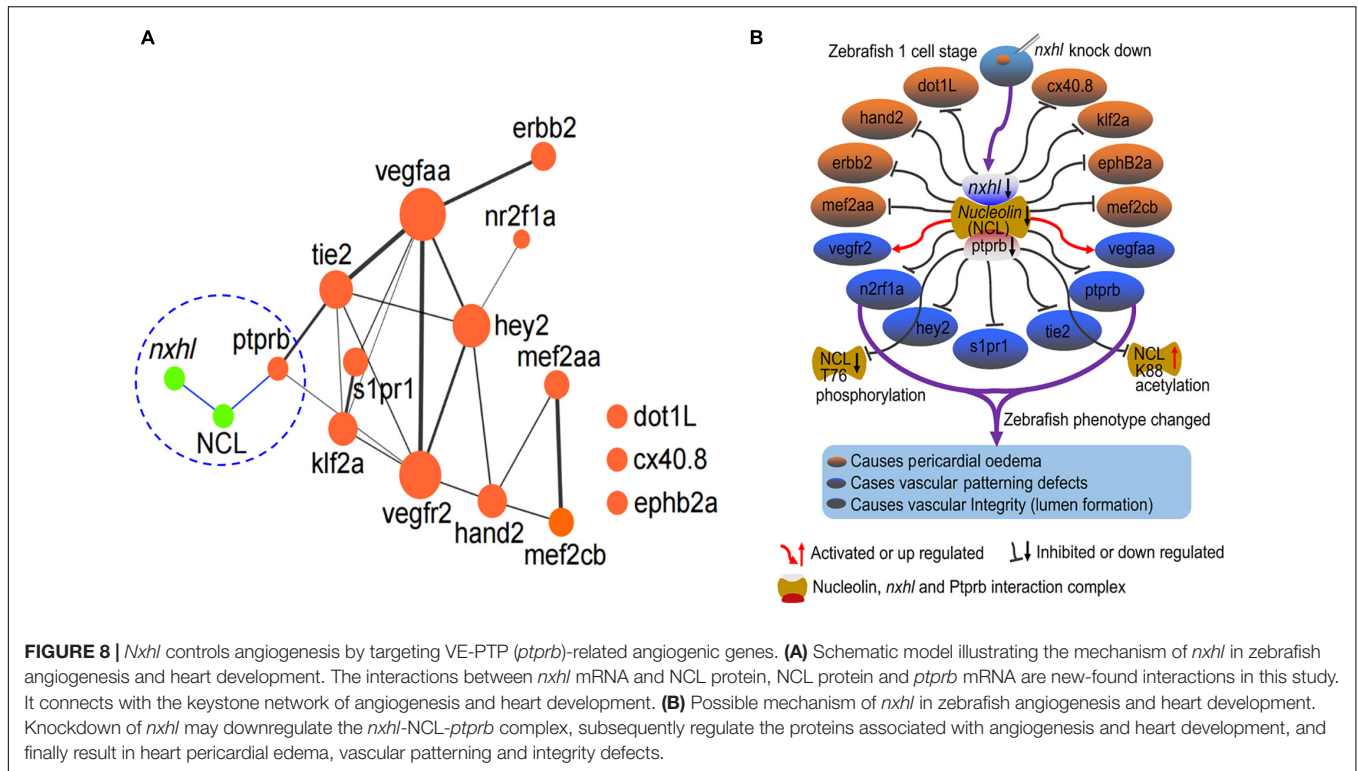 A
erbb2
vegfaa
nr2f1a
tie2
hey2
ptprb
nxhl
mef2aa
s1pr1
NCL
klf2a
vegfr2
hand2
mef2cb
dot1L
cx40.8
ephb2a
B
Zebrafish 1 cell stage
nxhl knock down
dot1L
cx40.8
hand2
klf2a
erbb2
ephB2a
mef2aa
mef2cb
nxhl
Nucleolin
(NCL)
ptprb
vegfr2
vegfaa
n2rf1a
ptprb
hey2
tie2
s1pr1
NCL
T76
phosphorylation
NCL
K88
acetylation
Zebrafish phenotype changed
Causes pericardial oedema
Cases vascular patterning defects
Causes vascular Integrity (lumen formation)
Activated or up regulated
Inhibited or down regulated
Nucleolin, nxhl and Ptprb interaction complex
FIGURE 8 | Nxhl controls angiogenesis by targeting VE-PTP (ptprb)-related angiogenic genes. (A) Schematic model illustrating the mechanism of nxhl in zebrafish
angiogenesis and heart development. The interactions between nxhl mRNA and NCL protein, NCL protein and ptprb mRNA are new-found interactions in this study.
It connects with the keystone network of angiogenesis and heart development. (B) Possible mechanism of nxhl in zebrafish angiogenesis and heart development.
Knockdown of nxhl may downregulate the nxhl-NCL-ptprb complex, subsequently regulate the proteins associated with angiogenesis and heart development, and
finally result in heart pericardial edema, vascular patterning and integrity defects.